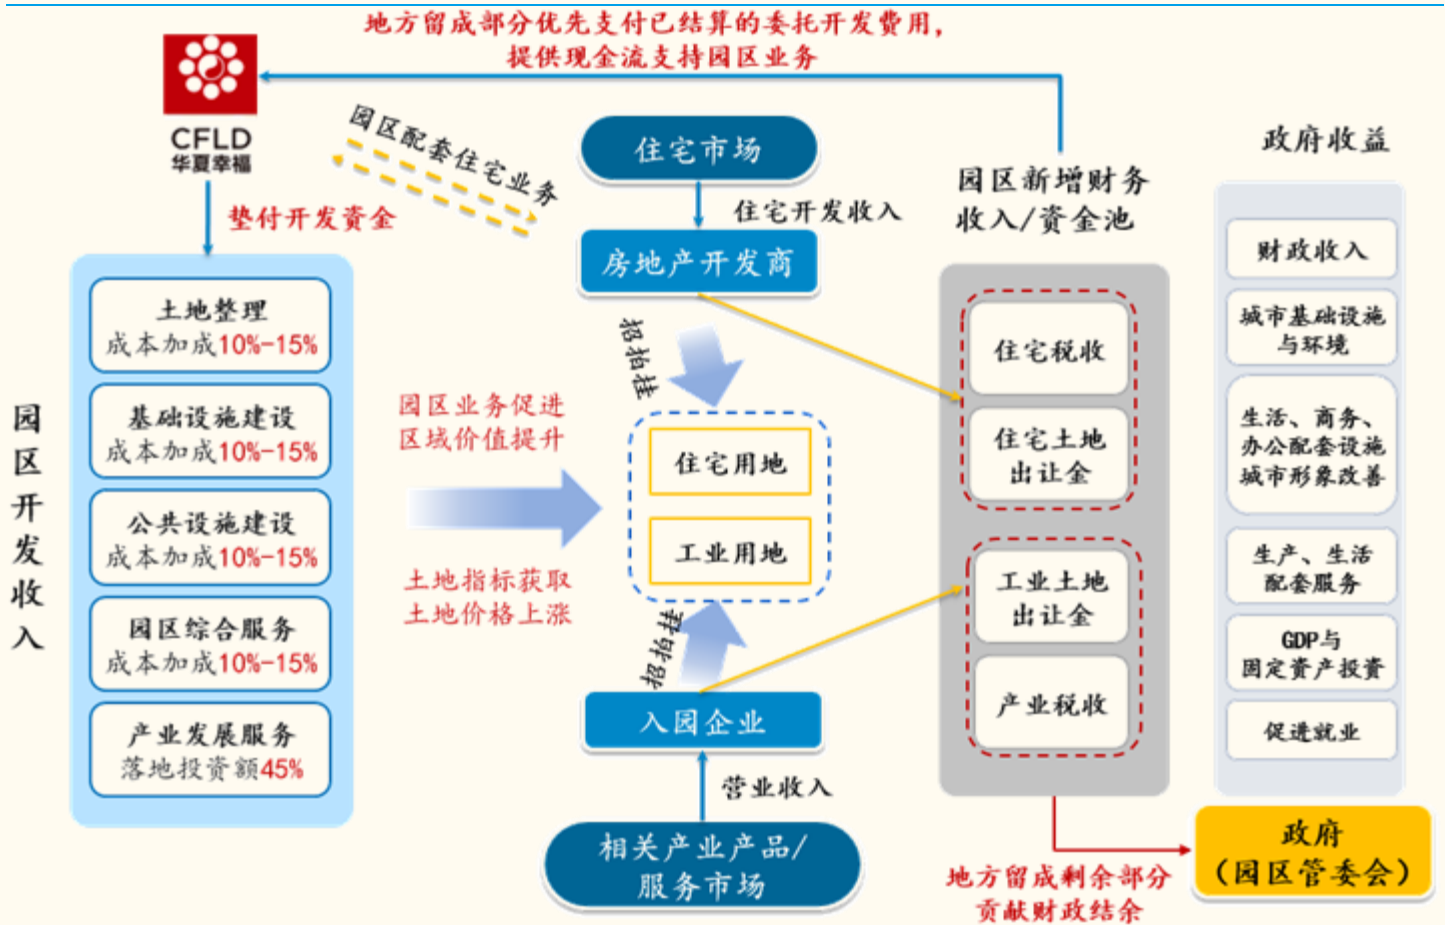 地方留成部分优先支付已结算的委托开发费用，
提供现金流支持园区业务
CFLD
华夏幸福
园区配套住宅业务
垫付开发资金
园区开发收入
土地整理
成本加成10%-15%
基础设施建设
成本加成10%-15%
公共设施建设
成本加成10%-15%
园区综合服务
成本加成10%-15%
产业发展服务
落地投资额45%
园区业务促进
区域价值提升
土地指标获取
土地价格上涨
住宅市场
住宅开发收入
房地产开发商
招拍挂
住宅用地
工业用地
招拍挂
入园企业
营业收入
相关产业产品/
服务市场
园区新增财务
收入/资金池
住宅税收
住宅土地
出让金
工业土地
出让金
产业税收
地方留成剩余部分
贡献财政结余
政府收益
财政收入
城市基础设施
与环境
生活、商务、
办公配套设施
城市形象改善
生产、生活
配套服务
GDP与
固定资产投资
促进就业
政府
（园区管委会）